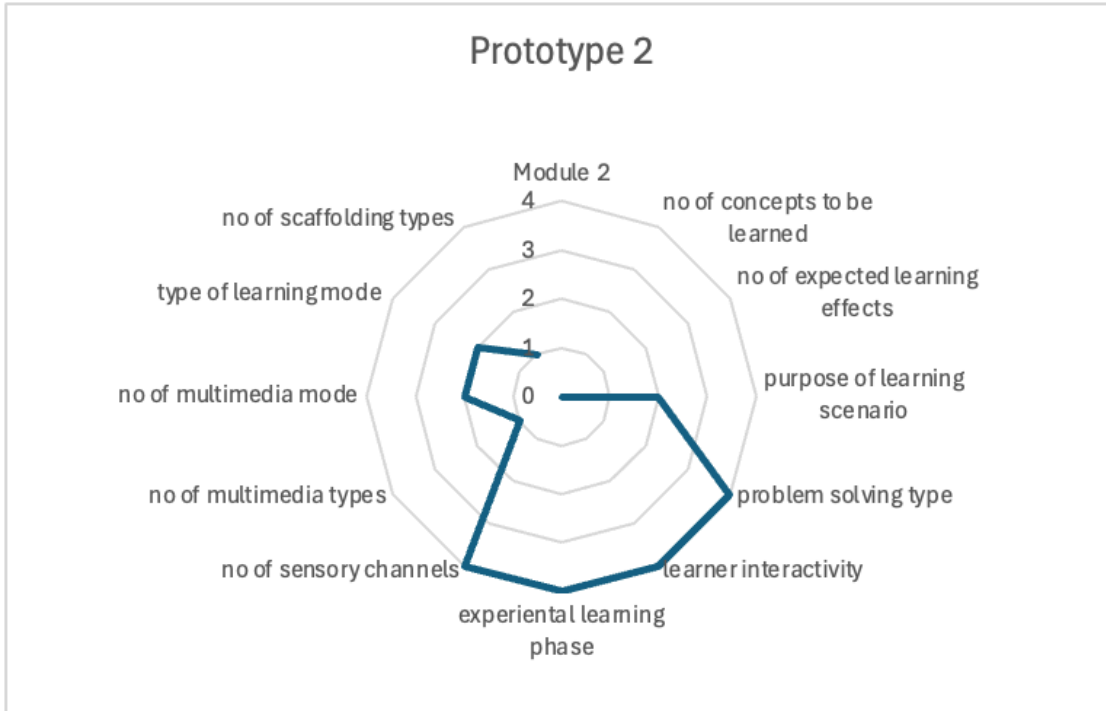 Prototype 2
Module 2
no of concepts to be
learned
no of expected learning
effects
purpose of learning
scenario
problem solving type
learner interactivity
experiental learning
phase
no of sensory channels
no of multimedia types
no of multimedia mode
type of learning mode
no of scaffolding types
4
3
2
1
0